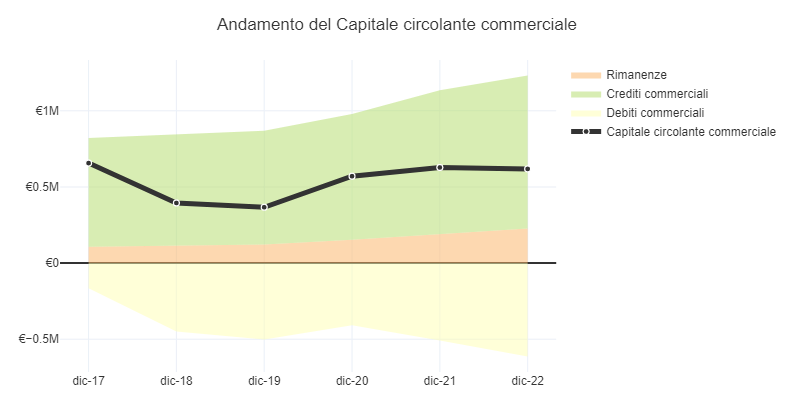 Andamento del Capitale circolante commerciale
Rimanenze
Crediti commerciali
Debiti commerciali
Capitale circolante commerciale
€1M
€0.5M
€0
€−0.5M
dic-17 dic-18 dic-19 dic-20 dic-21 dic-22